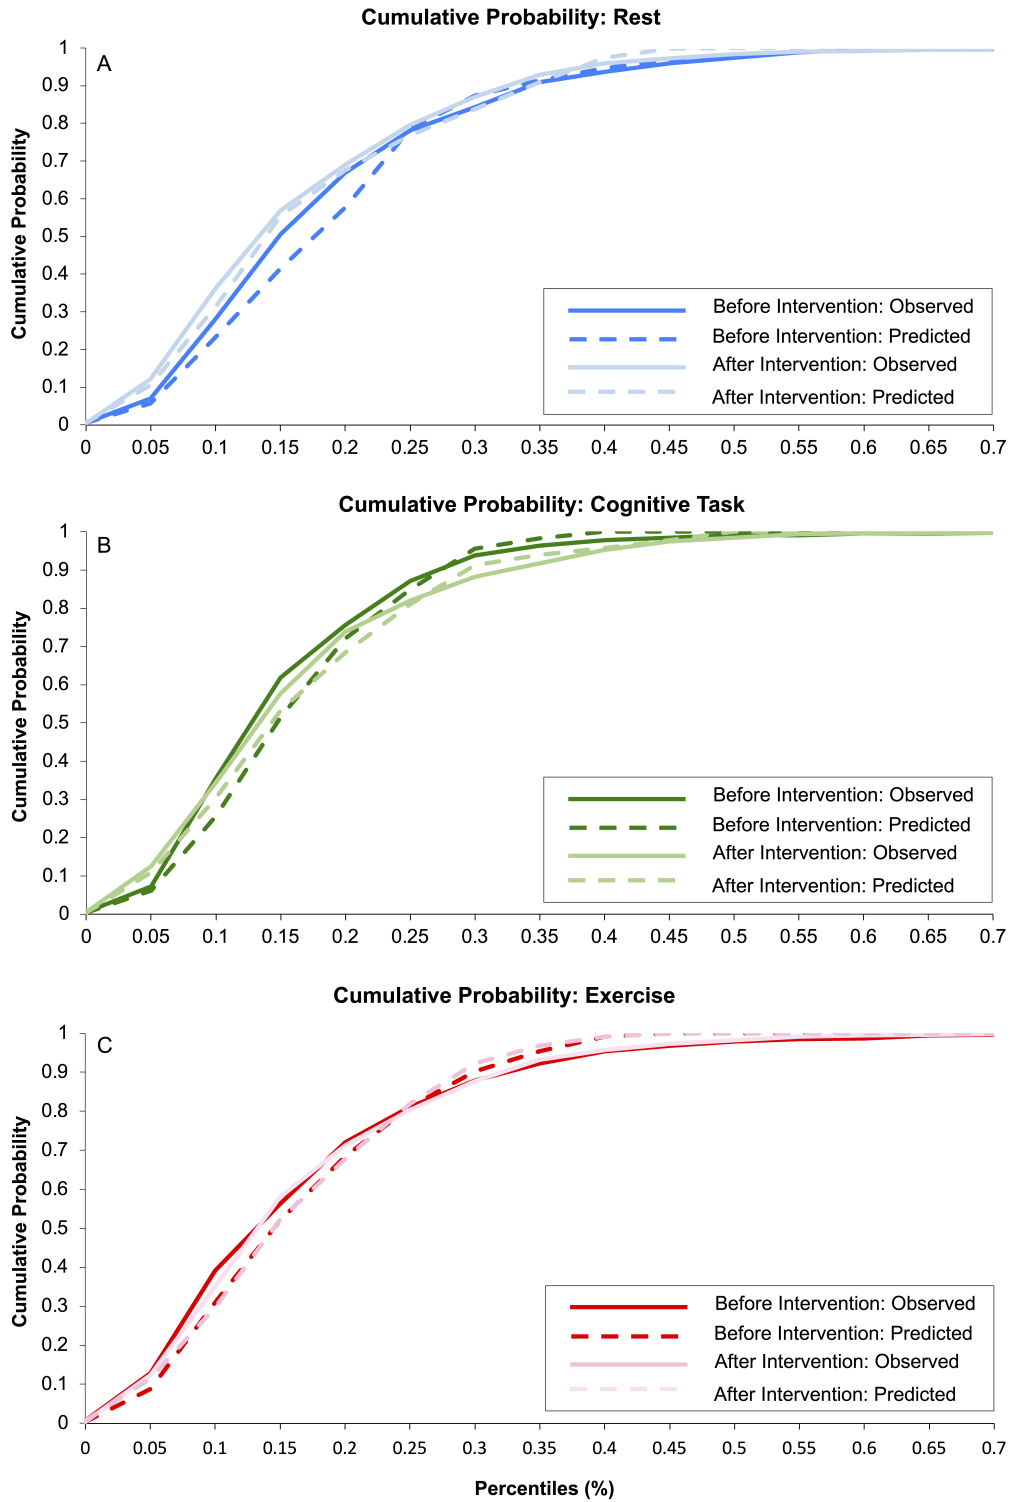 Cumulative Probability: Rest
A
Cumulative Probability
1
0.9
0.8
0.7
0.6
0.5
0.4
0.3
0.2
0.1
0
Before Intervention: Observed
Before Intervention: Predicted
After Intervention: Observed
After Intervention: Predicted
0 0.05 0.1 0.15 0.2 0.25 0.3 0.35 0.4 0.45 0.5 0.55 0.6 0.65 0.7
Cumulative Probability: Cognitive Task
B
Cumulative Probability
1
0.9
0.8
0.7
0.6
0.5
0.4
0.3
0.2
0.1
0
Before Intervention: Observed
Before Intervention: Predicted
After Intervention: Observed
After Intervention: Predicted
0 0.05 0.1 0.15 0.2 0.25 0.3 0.35 0.4 0.45 0.5 0.55 0.6 0.65 0.7
Cumulative Probability: Exercise
C
Cumulative Probability
1
0.9
0.8
0.7
0.6
0.5
0.4
0.3
0.2
0.1
0
Before Intervention: Observed
Before Intervention: Predicted
After Intervention: Observed
After Intervention: Predicted
0 0.05 0.1 0.15 0.2 0.25 0.3 0.35 0.4 0.45 0.5 0.55 0.6 0.65 0.7
Percentiles (%)